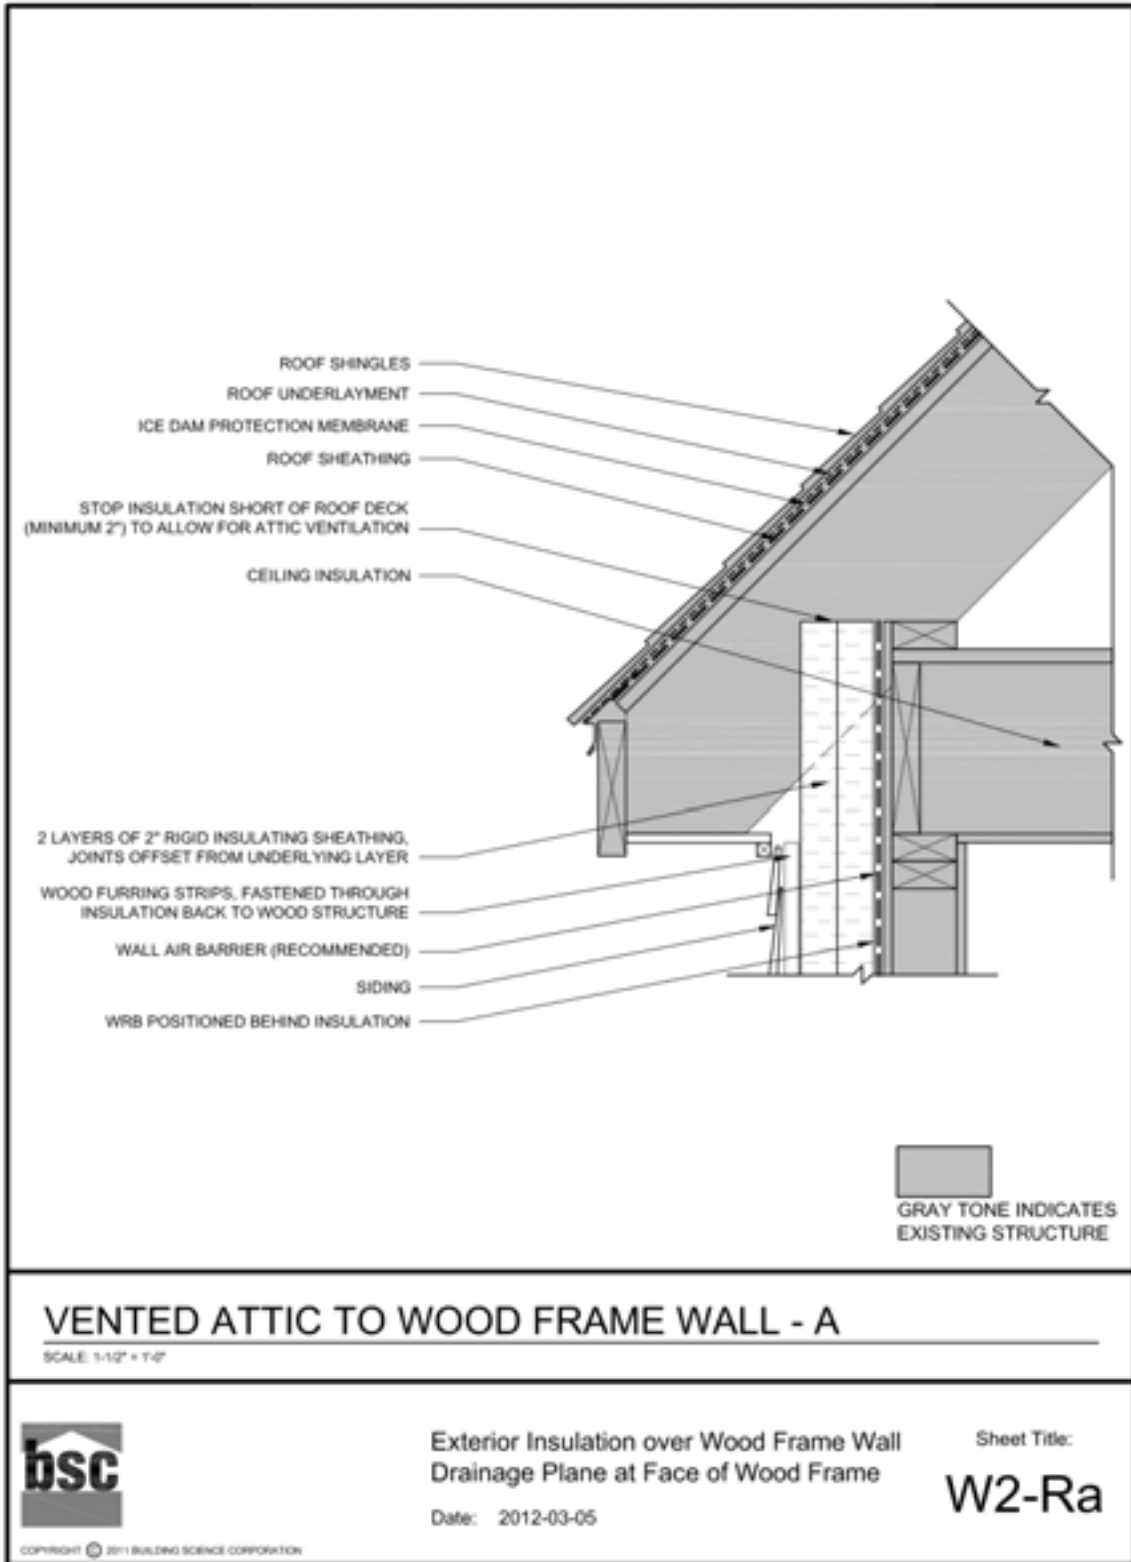 ROOF SHINGLES
ROOF UNDERLAYMENT
ICE DAM PROTECTION MEMBRANE
ROOF SHEATHING
STOP INSULATION SHORT OF ROOF DECK
(MINIMUM 2") TO ALLOW FOR ATTIC VENTILATION
CEILING INSULATION
2 LAYERS OF 2" RIGID INSULATING SHEATHING,
JOINTS OFFSET FROM UNDERLYING LAYER
WOOD FURRING STRIPS, FASTENED THROUGH
INSULATION BACK TO WOOD STRUCTURE
WALL AIR BARRIER (RECOMMENDED)
SIDING
WRB POSITIONED BEHIND INSULATION
GRAY TONE INDICATES
EXISTING STRUCTURE
VENTED ATTIC TO WOOD FRAME WALL - A
SCALE: 1-1/2" = 1'-0"
bsc
Exterior Insulation over Wood Frame Wall
Drainage Plane at Face of Wood Frame
Date: 2012-03-05
Sheet Title:
W2-Ra
COPYRIGHT © 2011 BUILDING SCIENCE CORPORATION